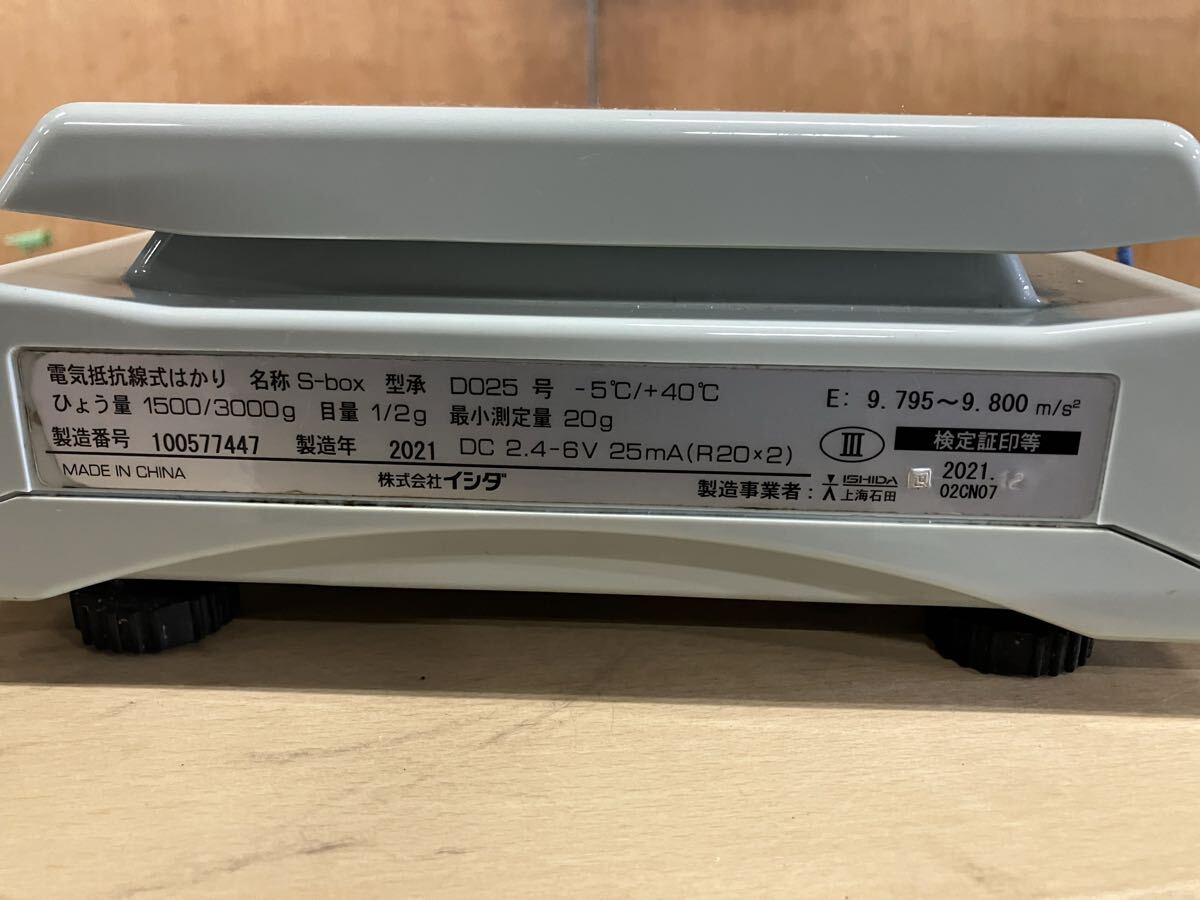 電気抵抗線式はかり 名称 S-box 型承 D025 号 -5℃/+40℃ E: 9.795～9.800 m/s²
ひょう量 1500/3000g 目量 1/2g 最小測定量 20g
製造番号 100577447 製造年 2021 DC 2.4-6V 25mA(R20×2) III 検定証印等
MADE IN CHINA 株式会社イシダ 製造事業者: ISHIDA 上海石田 2021.12
02CN07